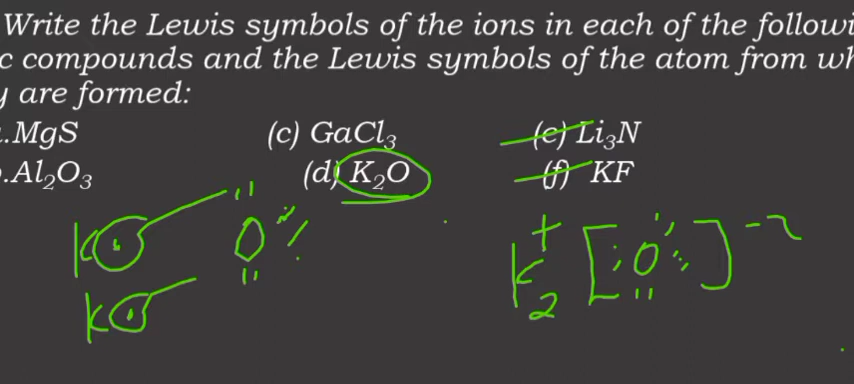 Write the Lewis symbols of the ions in each of the followi
c compounds and the Lewis symbols of the atom from wh
y are formed:
.MgS (c) GaCl₃ (e) Li₃N
.Al₂O₃ (d) K₂O (f) KF
K O K⁺₂ [O]⁻²
K